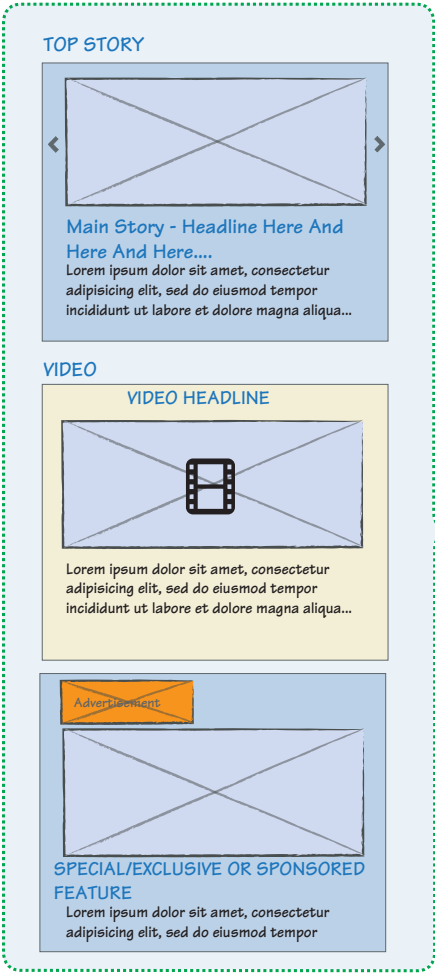 TOP STORY
Main Story - Headline Here And
Here And Here....
Lorem ipsum dolor sit amet, consectetur
adipisicing elit, sed do eiusmod tempor
incididunt ut labore et dolore magna aliqua...
VIDEO
VIDEO HEADLINE
Lorem ipsum dolor sit amet, consectetur
adipisicing elit, sed do eiusmod tempor
incididunt ut labore et dolore magna aliqua...
Advertisement
SPECIAL/EXCLUSIVE OR SPONSORED
FEATURE
Lorem ipsum dolor sit amet, consectetur
adipisicing elit, sed do eiusmod tempor